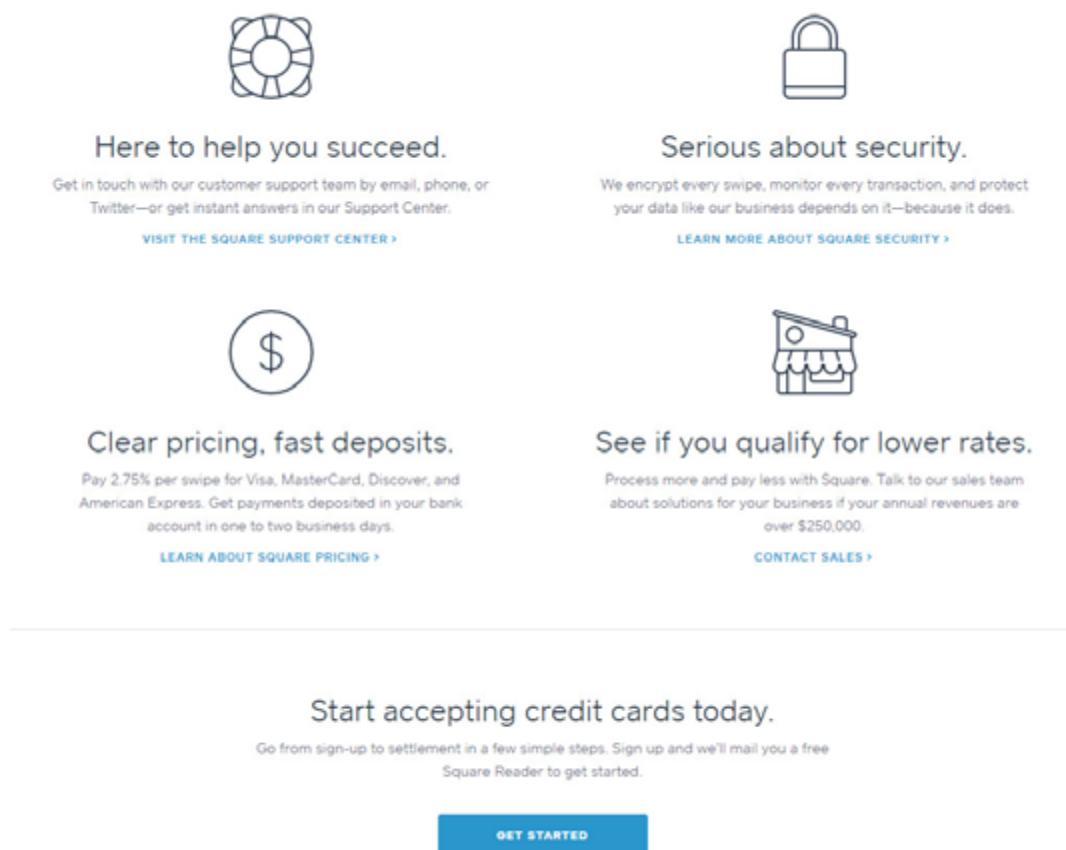 Here to help you succeed.
Get in touch with our customer support team by email, phone, or
Twitter—or get instant answers in our Support Center.
VISIT THE SQUARE SUPPORT CENTER >
Serious about security.
We encrypt every swipe, monitor every transaction, and protect
your data like our business depends on it—because it does.
LEARN MORE ABOUT SQUARE SECURITY >
$
Clear pricing, fast deposits.
Pay 2.75% per swipe for Visa, MasterCard, Discover, and
American Express. Get payments deposited in your bank
account in one to two business days.
LEARN ABOUT SQUARE PRICING >
See if you qualify for lower rates.
Process more and pay less with Square. Talk to our sales team
about solutions for your business if your annual revenues are
over $250,000.
CONTACT SALES >
Start accepting credit cards today.
Go from sign-up to settlement in a few simple steps. Sign up and we'll mail you a free
Square Reader to get started.
GET STARTED